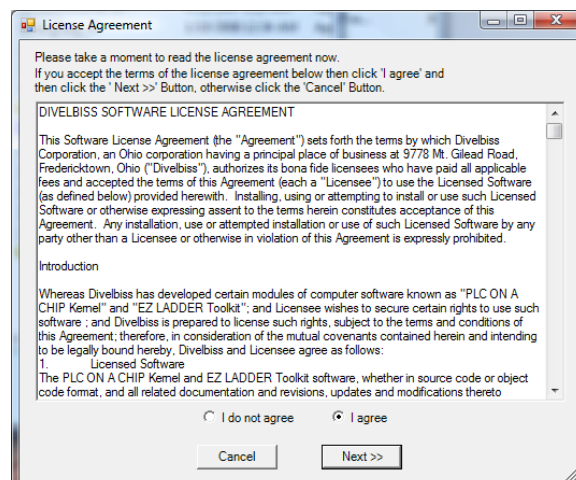 License Agreement
Please take a moment to read the license agreement now.
If you accept the terms of the license agreement below then click 'I agree' and
then click the ' Next >>' Button, otherwise click the 'Cancel' Button.
DIVELBISS SOFTWARE LICENSE AGREEMENT
This Software License Agreement (the "Agreement") sets forth the terms by which Divelbiss
Corporation, an Ohio corporation having a principal place of business at 9778 Mt. Gilead Road,
Fredericktown, Ohio ("Divelbiss"), authorizes its bona fide licensees who have paid all applicable
fees and accepted the terms of this Agreement (each a "Licensee") to use the Licensed Software
(as defined below) provided herewith.  Installing, using or attempting to install or use such Licensed
Software or otherwise expressing assent to the terms herein constitutes acceptance of this
Agreement.  Any installation, use or attempted installation or use of such Licensed Software by any
party other than a Licensee or otherwise in violation of this Agreement is expressly prohibited.
Introduction
Whereas Divelbiss has developed certain modules of computer software known as "PLC ON A
CHIP Kernel" and "EZ LADDER Toolkit"; and Licensee wishes to secure certain rights to use such
software ; and Divelbiss is prepared to license such rights, subject to the terms and conditions of
this Agreement; therefore, in consideration of the mutual covenants contained herein and intending
to be legally bound hereby, Divelbiss and Licensee agree as follows:
1. Licensed Software
The PLC ON A CHIP Kernel and EZ LADDER Toolkit software, whether in source code or object
code format, and all related documentation and revisions, updates and modifications thereto
I do not agree
I agree
Cancel
Next >>